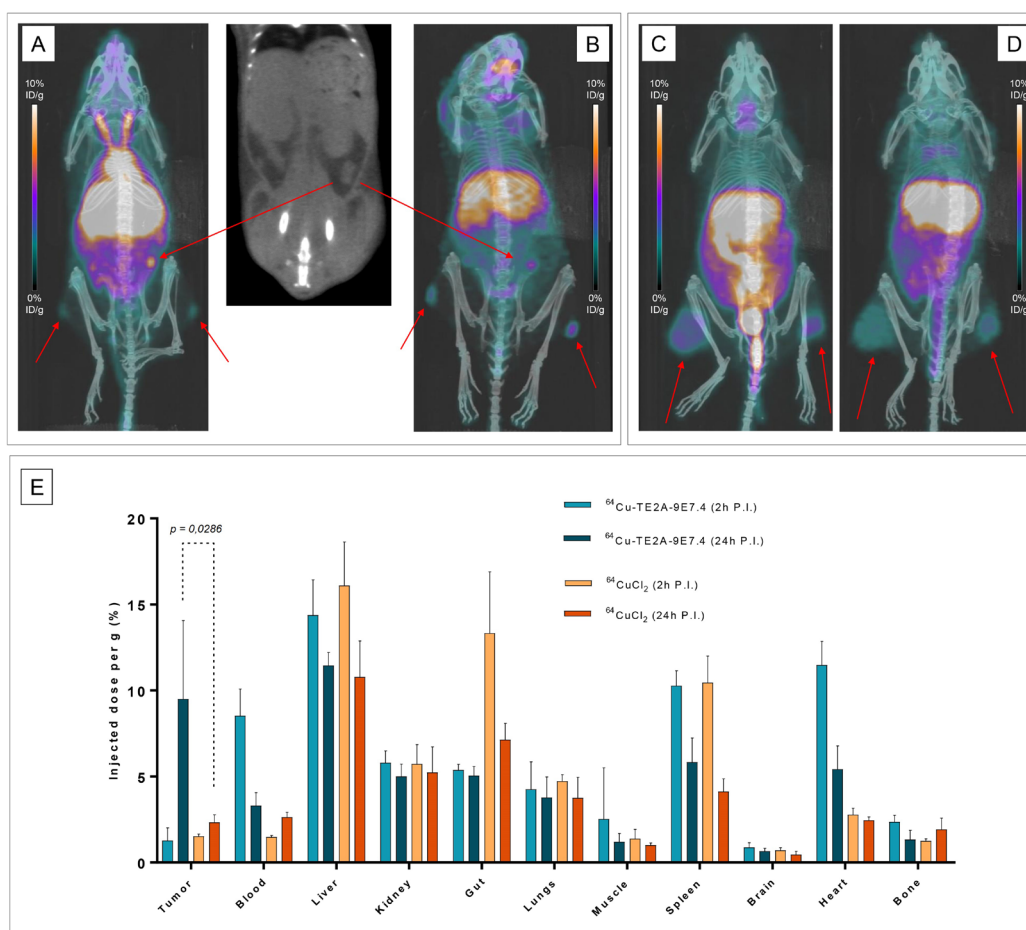 A
B
C
D
10%
ID/g
0%
ID/g
10%
ID/g
0%
ID/g
10%
ID/g
0%
ID/g
10%
ID/g
0%
ID/g
E
p = 0,0286
⁶⁴Cu-TE2A-9E7.4 (2h P.I.)
⁶⁴Cu-TE2A-9E7.4 (24h P.I.)
⁶⁴CuCl₂ (2h P.I.)
⁶⁴CuCl₂ (24h P.I.)
Injected dose per g (%)
20
15
10
5
0
Tumor
Blood
Liver
Kidney
Gut
Lungs
Muscle
Spleen
Brain
Heart
Bone